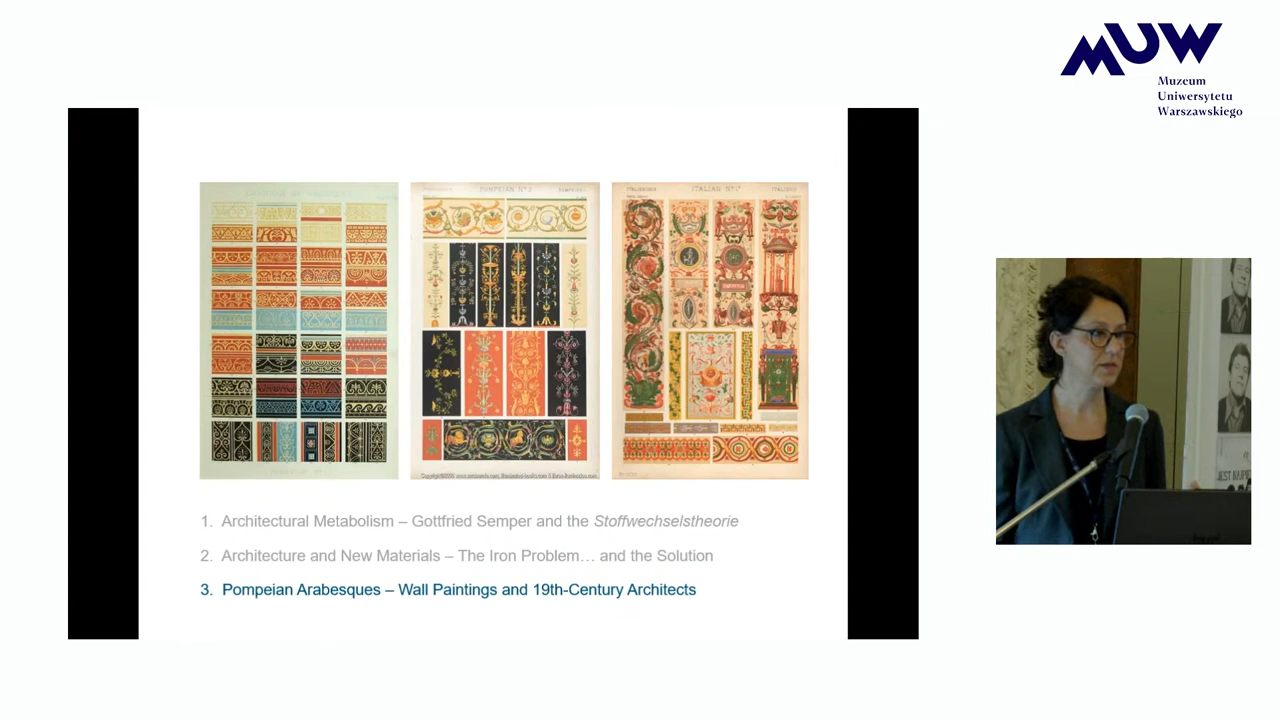 MUW
Muzeum
Uniwersytetu
Warszawskiego
POMPEIAN Nº 3
ITALIAN Nº 1
1. Architectural Metabolism – Gottfried Semper and the Stoffwechselstheorie
2. Architecture and New Materials – The Iron Problem… and the Solution
3. Pompeian Arabesques – Wall Paintings and 19th-Century Architects